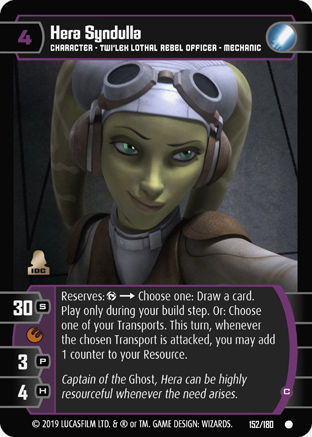 4 Hera Syndulla
CHARACTER - TWI'LEK LOTHAL REBEL OFFICER - MECHANIC
IDC
30 S
3 P
4 H
Reserves: → Choose one: Draw a card.
Play only during your build step. Or: Choose
one of your Transports. This turn, whenever
the chosen Transport is attacked, you may add
1 counter to your Resource.
Captain of the Ghost, Hera can be highly
resourceful whenever the need arises.
C
© 2019 LUCASFILM LTD. & ® or TM. GAME DESIGN: WIZARDS. 152/180